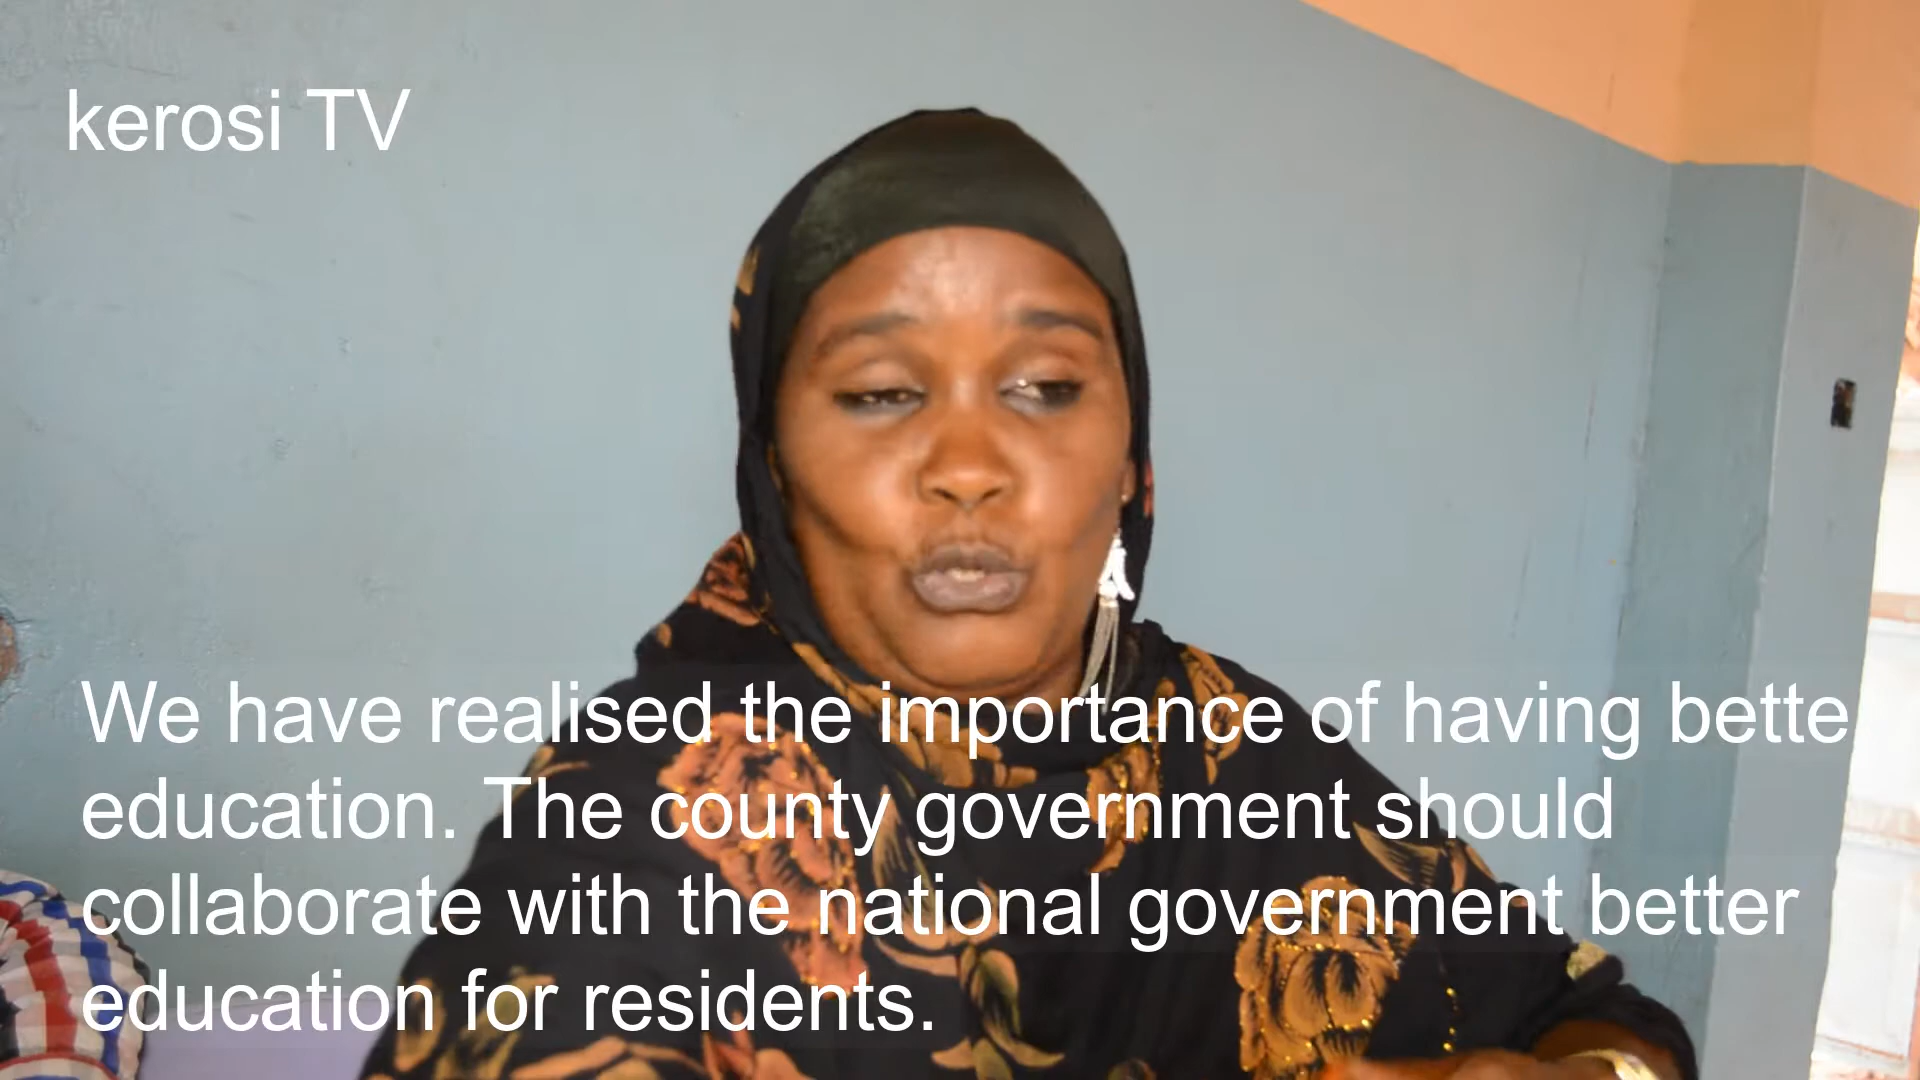 kerosi TV
We have realised the importance of having bette
education. The county government should
collaborate with the national government better
education for residents.